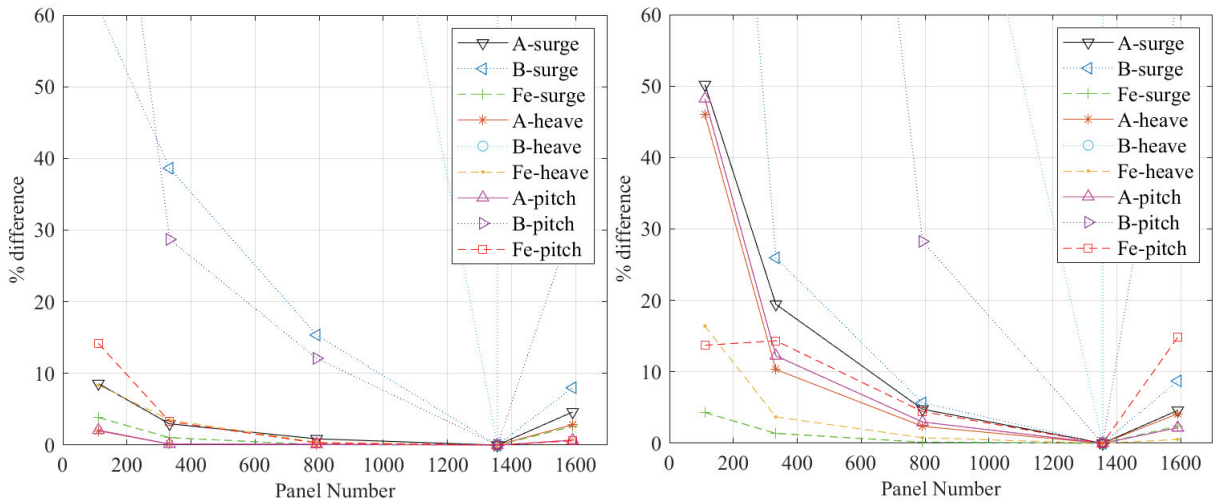 60
50
40
30
20
10
0
% difference
0 200 400 600 800 1000 1200 1400 1600
Panel Number
A-surge
B-surge
Fe-surge
A-heave
B-heave
Fe-heave
A-pitch
B-pitch
Fe-pitch
60
50
40
30
20
10
0
% difference
0 200 400 600 800 1000 1200 1400 1600
Panel Number
A-surge
B-surge
Fe-surge
A-heave
B-heave
Fe-heave
A-pitch
B-pitch
Fe-pitch